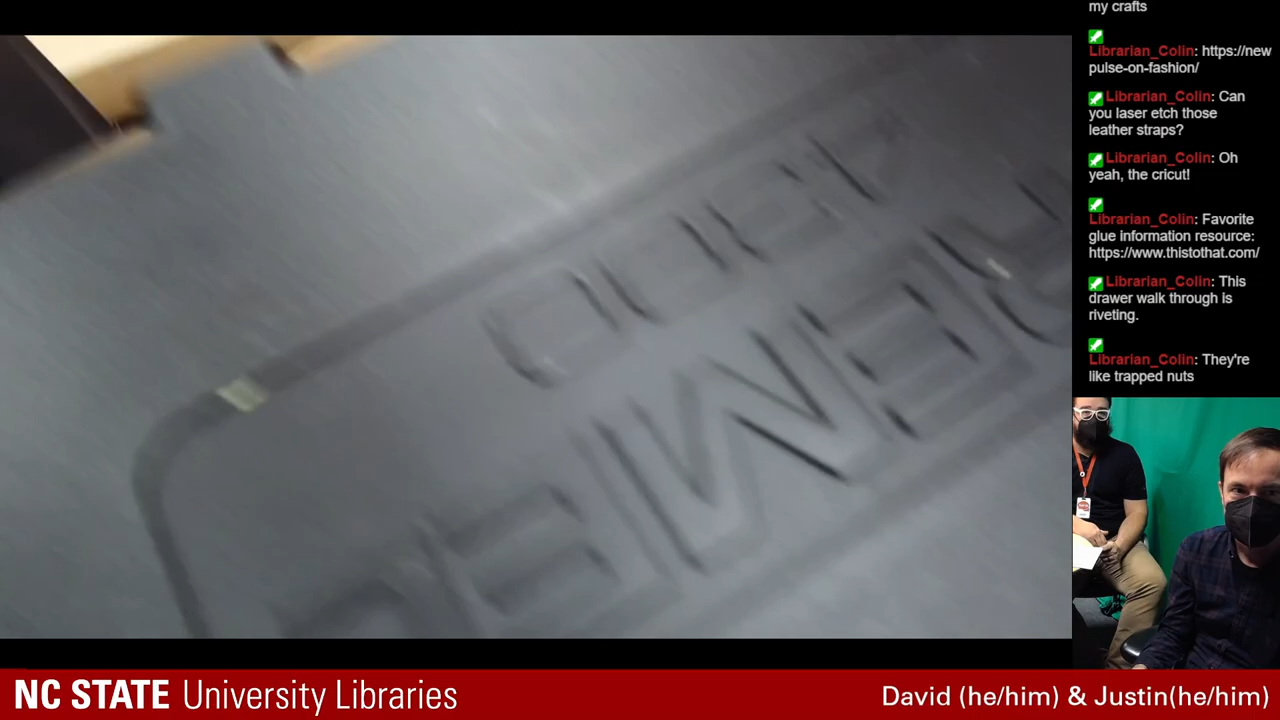 my crafts
Librarian_Colin: https://new
pulse-on-fashion/
Librarian_Colin: Can
you laser etch those
leather straps?
Librarian_Colin: Oh
yeah, the cricut!
Librarian_Colin: Favorite
glue information resource:
https://www.thistothat.com/
Librarian_Colin: This
drawer walk through is
riveting.
Librarian_Colin: They're
like trapped nuts
NC STATE University Libraries
David (he/him) & Justin(he/him)